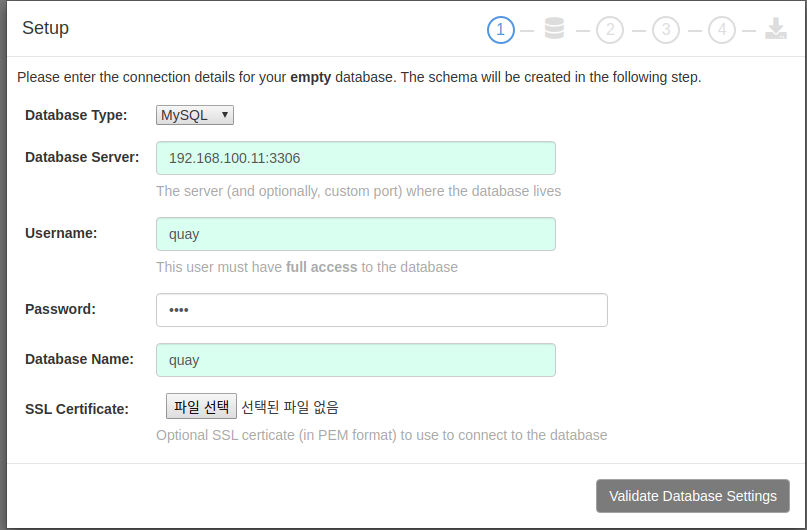 Setup
1 2 3 4
Please enter the connection details for your empty database. The schema will be created in the following step.
Database Type: MySQL
Database Server: 192.168.100.11:3306
The server (and optionally, custom port) where the database lives
Username: quay
This user must have full access to the database
Password: ••••
Database Name: quay
SSL Certificate: 파일 선택 선택된 파일 없음
Optional SSL certicate (in PEM format) to use to connect to the database
Validate Database Settings